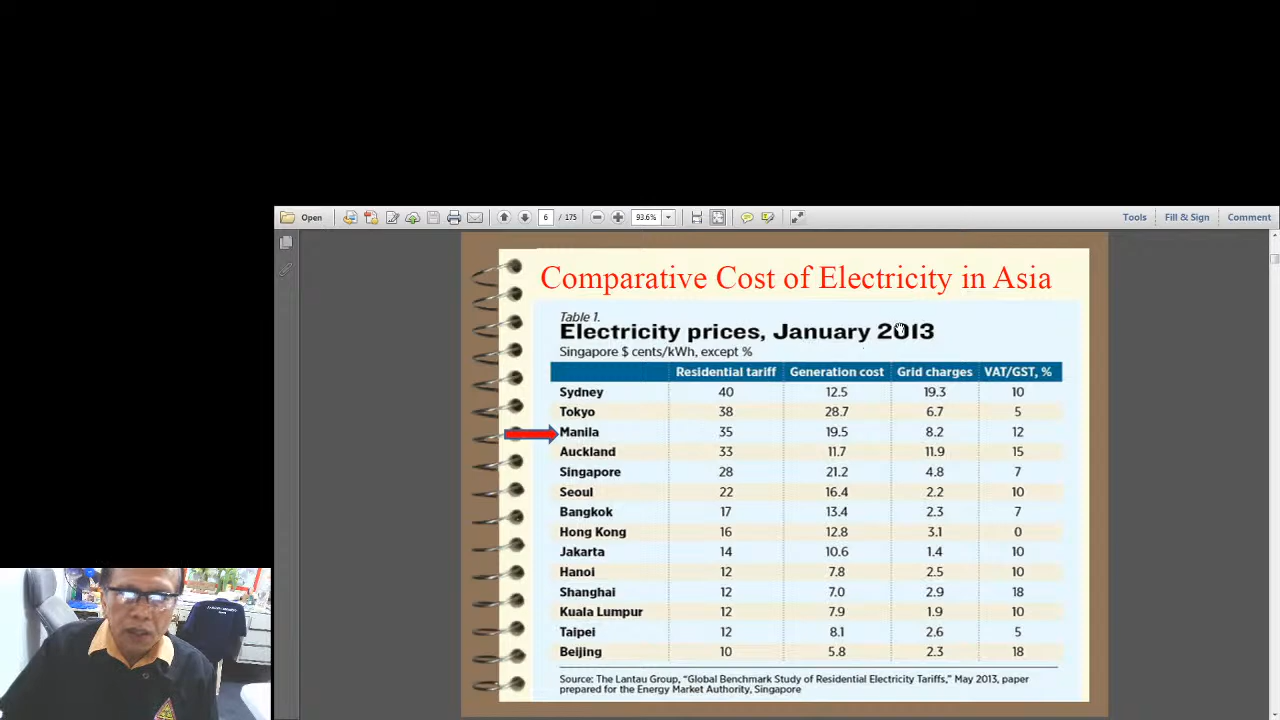 Open 6 / 175 93.6% Tools Fill & Sign Comment
Comparative Cost of Electricity in Asia
Table 1.
Electricity prices, January 2013
Singapore $ cents/kWh, except %
Residential tariff Generation cost Grid charges VAT/GST, %
Sydney 40 12.5 19.3 10
Tokyo 38 28.7 6.7 5
Manila 35 19.5 8.2 12
Auckland 33 11.7 11.9 15
Singapore 28 21.2 4.8 7
Seoul 22 16.4 2.2 10
Bangkok 17 13.4 2.3 7
Hong Kong 16 12.8 3.1 0
Jakarta 14 10.6 1.4 10
Hanoi 12 7.8 2.5 10
Shanghai 12 7.0 2.9 18
Kuala Lumpur 12 7.9 1.9 10
Taipei 12 8.1 2.6 5
Beijing 10 5.8 2.3 18
Source: The Lantau Group, “Global Benchmark Study of Residential Electricity Tariffs,” May 2013, paper
prepared for the Energy Market Authority, Singapore